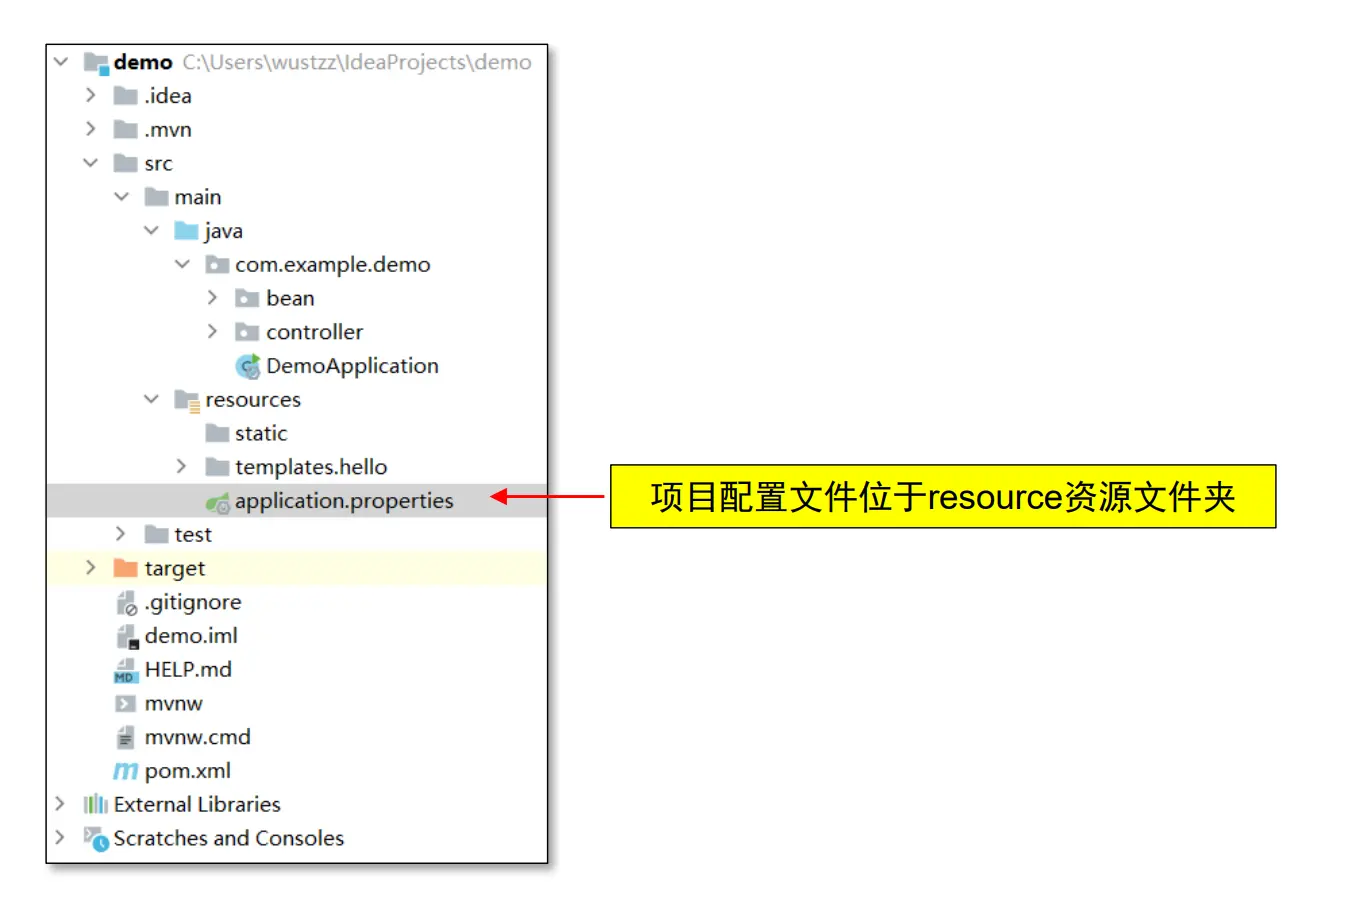 demo C:\Users\wustzz\IdeaProjects\demo
.idea
.mvn
src
main
java
com.example.demo
bean
controller
DemoApplication
resources
static
templates.hello
application.properties
项目配置文件位于resource资源文件夹
test
target
.gitignore
demo.iml
HELP.md
mvnw
mvnw.cmd
pom.xml
External Libraries
Scratches and Consoles